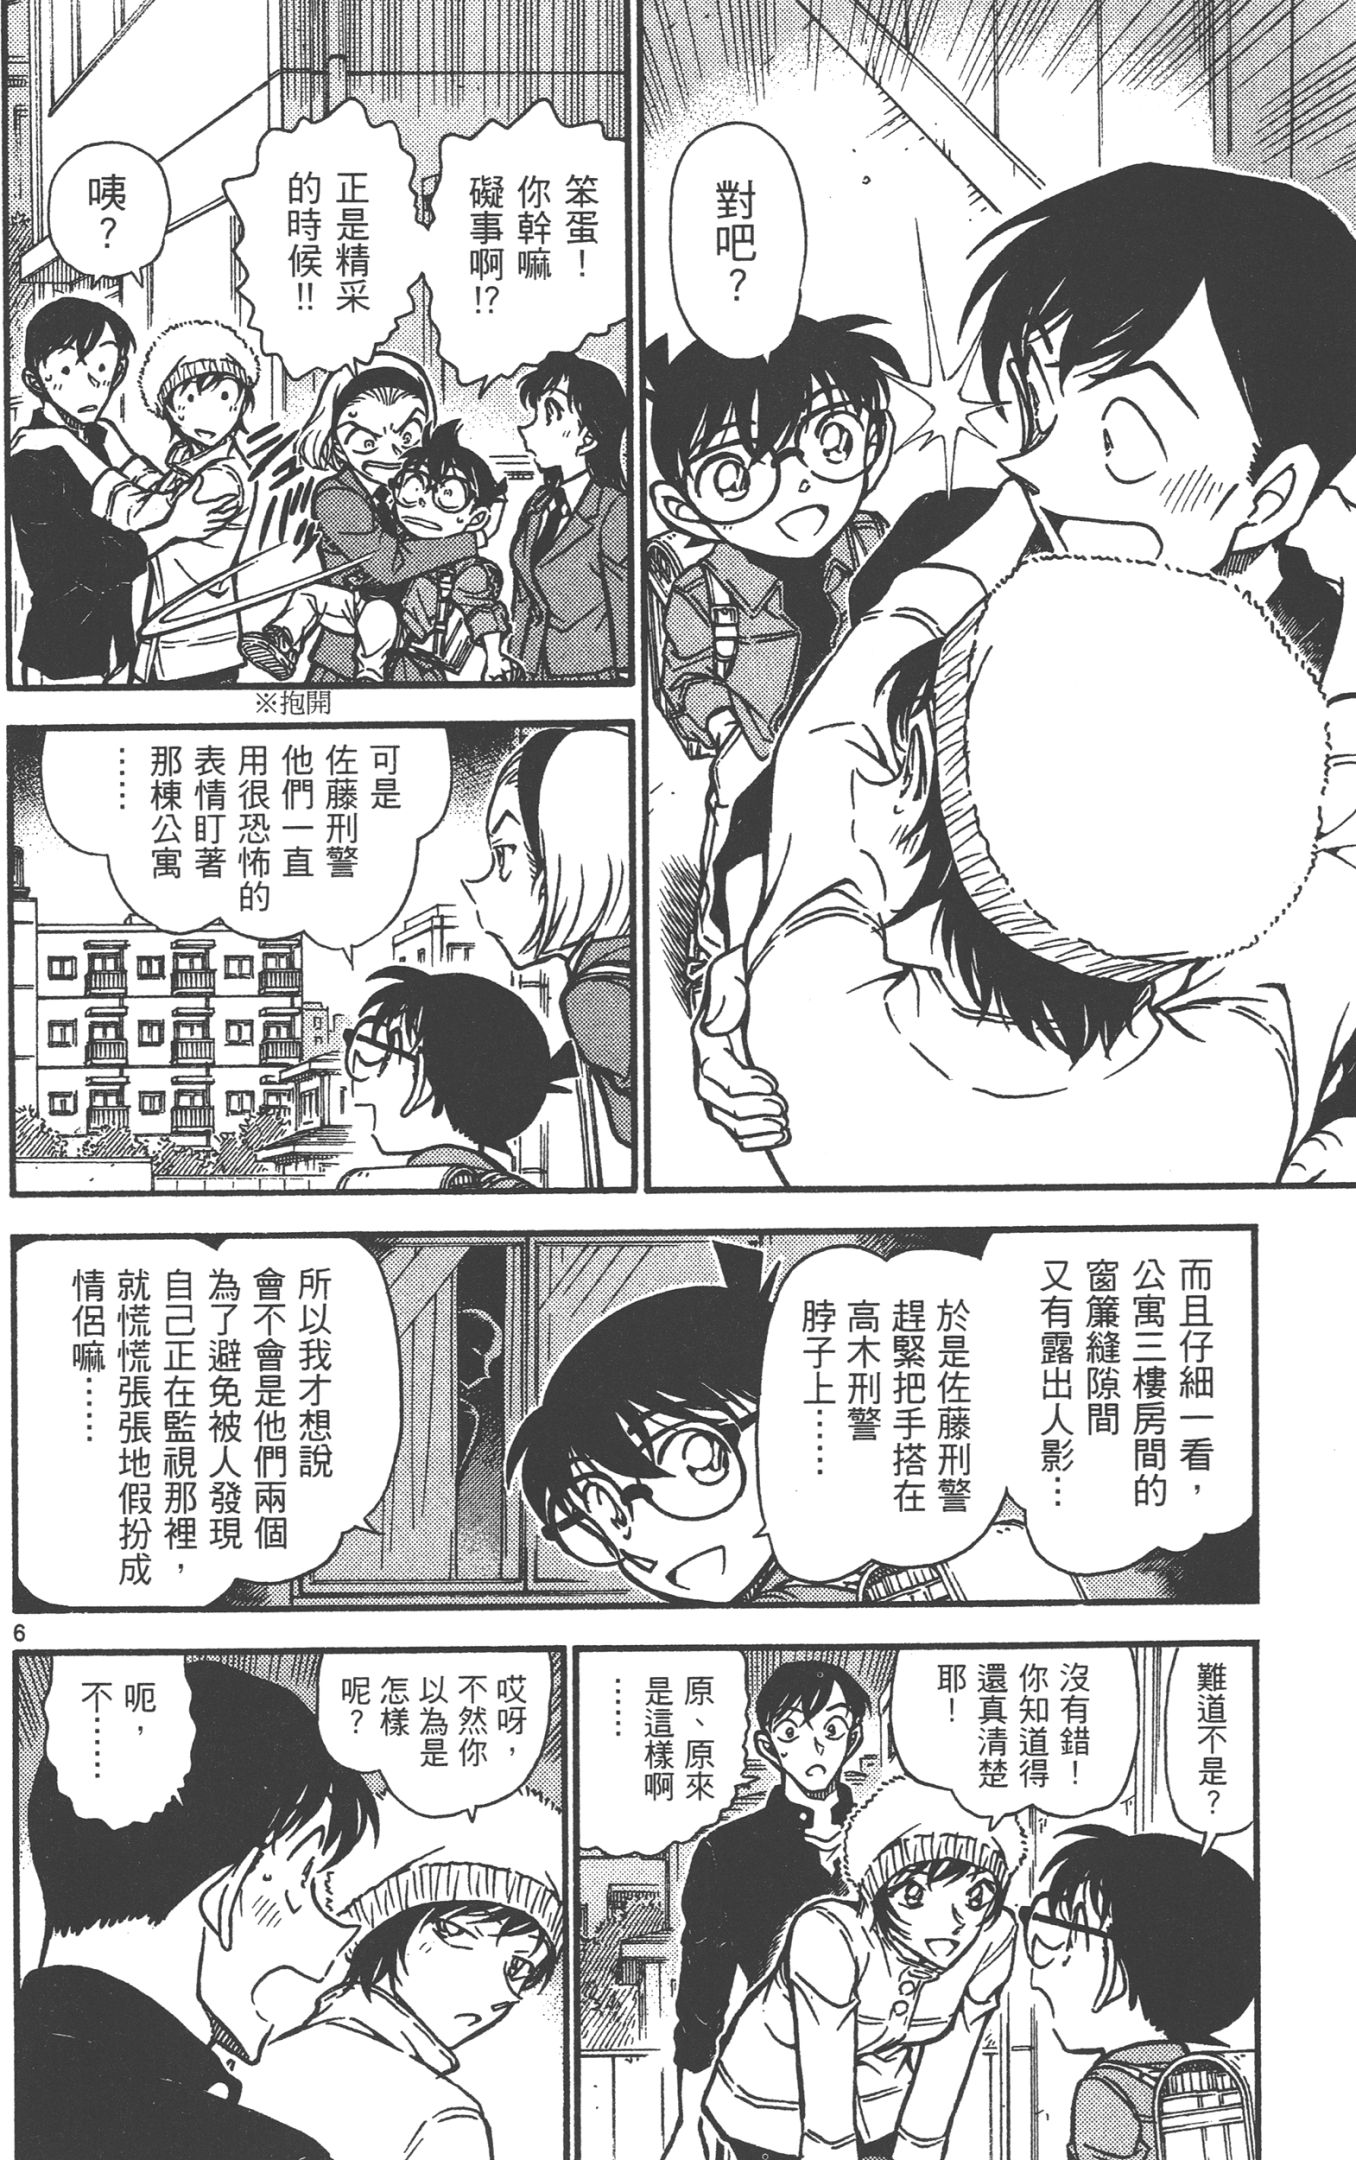 對吧？
笨蛋！
你幹嘛
礙事啊!?
正是精采
的時候!!
咦？
※抱開
可是
佐藤刑警
他們一直
用很恐怖的
表情盯著
那棟公寓
……
而且仔細一看，
公寓三樓房間的
窗簾縫隙間
又有露出人影…
於是佐藤刑警
趕緊把手搭在
高木刑警
脖子上……
所以我才想說
會不會是他們兩個
為了避免被人發現
自己正在監視那裡，
就慌慌張張地假扮成
情侶嘛……
6
難道不是？
沒有錯！
你知道得
還真清楚
耶！
原、原來
是這樣啊
……
哎呀，
不然你
以為是
怎樣
呢？
呃，
不……